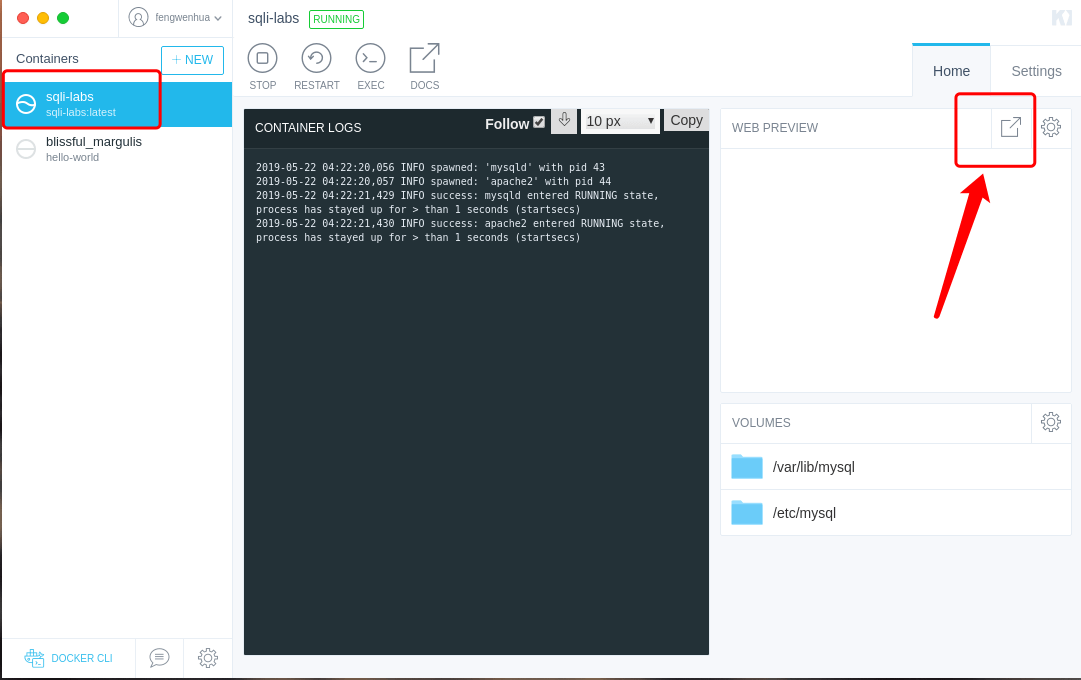 fengwenhua
sqli-labs
RUNNING
Containers
+ NEW
STOP
RESTART
EXEC
DOCS
Home
Settings
sqli-labs
sqli-labs:latest
blissful_margulis
hello-world
CONTAINER LOGS
Follow
10 px
Copy
2019-05-22 04:22:20,056 INFO spawned: 'mysqld' with pid 43
2019-05-22 04:22:20,057 INFO spawned: 'apache2' with pid 44
2019-05-22 04:22:21,429 INFO success: mysqld entered RUNNING state,
process has stayed up for > than 1 seconds (startsecs)
2019-05-22 04:22:21,430 INFO success: apache2 entered RUNNING state,
process has stayed up for > than 1 seconds (startsecs)
WEB PREVIEW
VOLUMES
/var/lib/mysql
/etc/mysql
DOCKER CLI